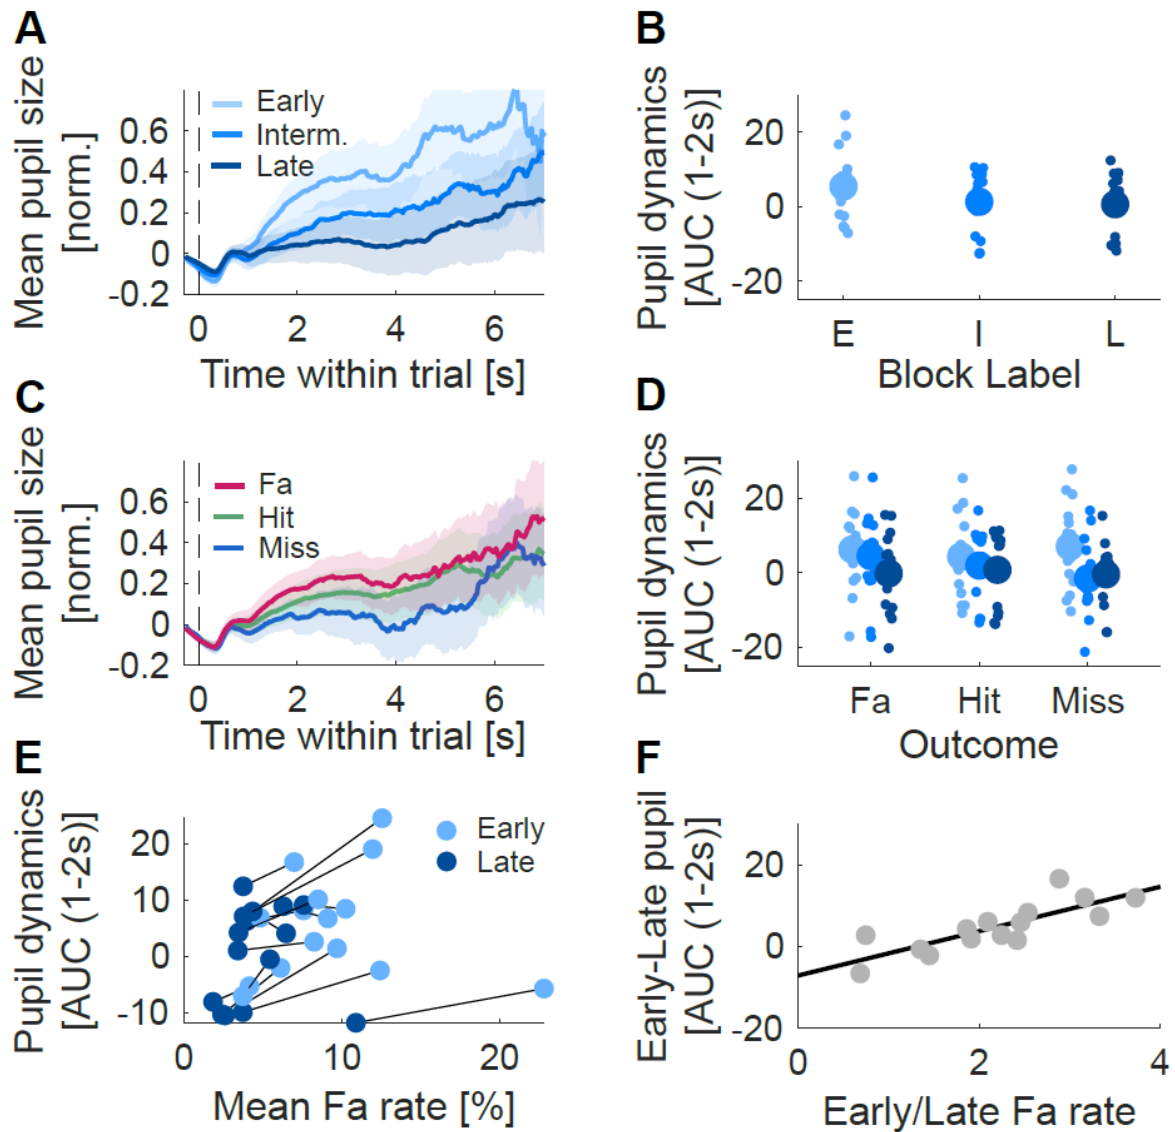 A
Mean pupil size
[norm.]
0.6
0.4
0.2
0
-0.2
Early
Interm.
Late
0
2
4
6
Time within trial [s]
B
Pupil dynamics
[AUC (1-2s)]
20
0
-20
E
I
L
Block Label
C
Mean pupil size
[norm.]
0.6
0.4
0.2
0
-0.2
Fa
Hit
Miss
0
2
4
6
Time within trial [s]
D
Pupil dynamics
[AUC (1-2s)]
20
0
-20
Fa
Hit
Miss
Outcome
E
Pupil dynamics
[AUC (1-2s)]
20
10
0
-10
Early
Late
0
10
20
Mean Fa rate [%]
F
Early-Late pupil
[AUC (1-2s)]
20
0
-20
0
2
4
Early/Late Fa rate